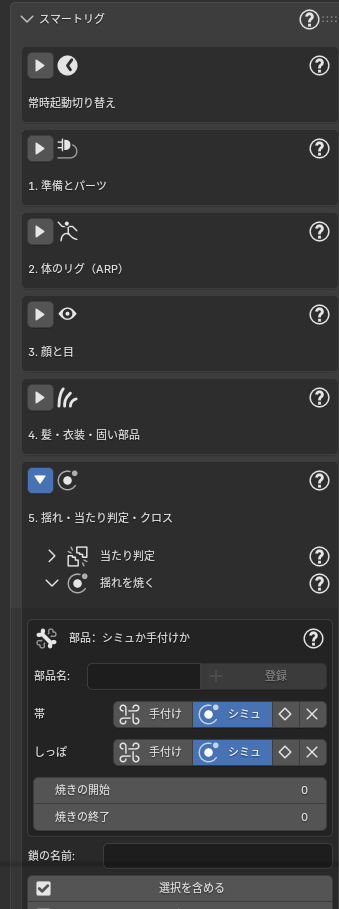 スマートリグ
常時起動切り替え
1. 準備とパーツ
2. 体のリグ（ARP）
3. 顔と目
4. 髪・衣装・固い部品
5. 揺れ・当たり判定・クロス
当たり判定
揺れを焼く
部品：シミュか手付けか
部品名:
登録
帯 手付け シミュ
しっぽ 手付け シミュ
焼きの開始 0
焼きの終了 0
鎖の名前:
選択を含める